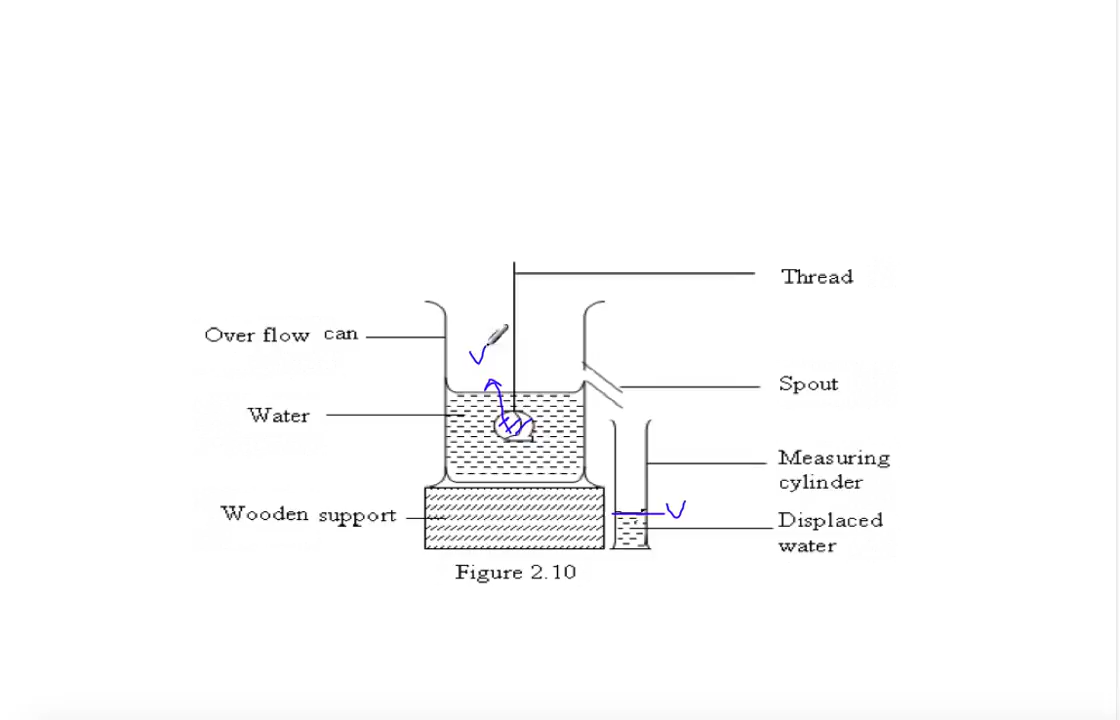 Thread
Over flow can
Spout
Water
Measuring
cylinder
Wooden support
Displaced
water
V
V
Figure 2.10